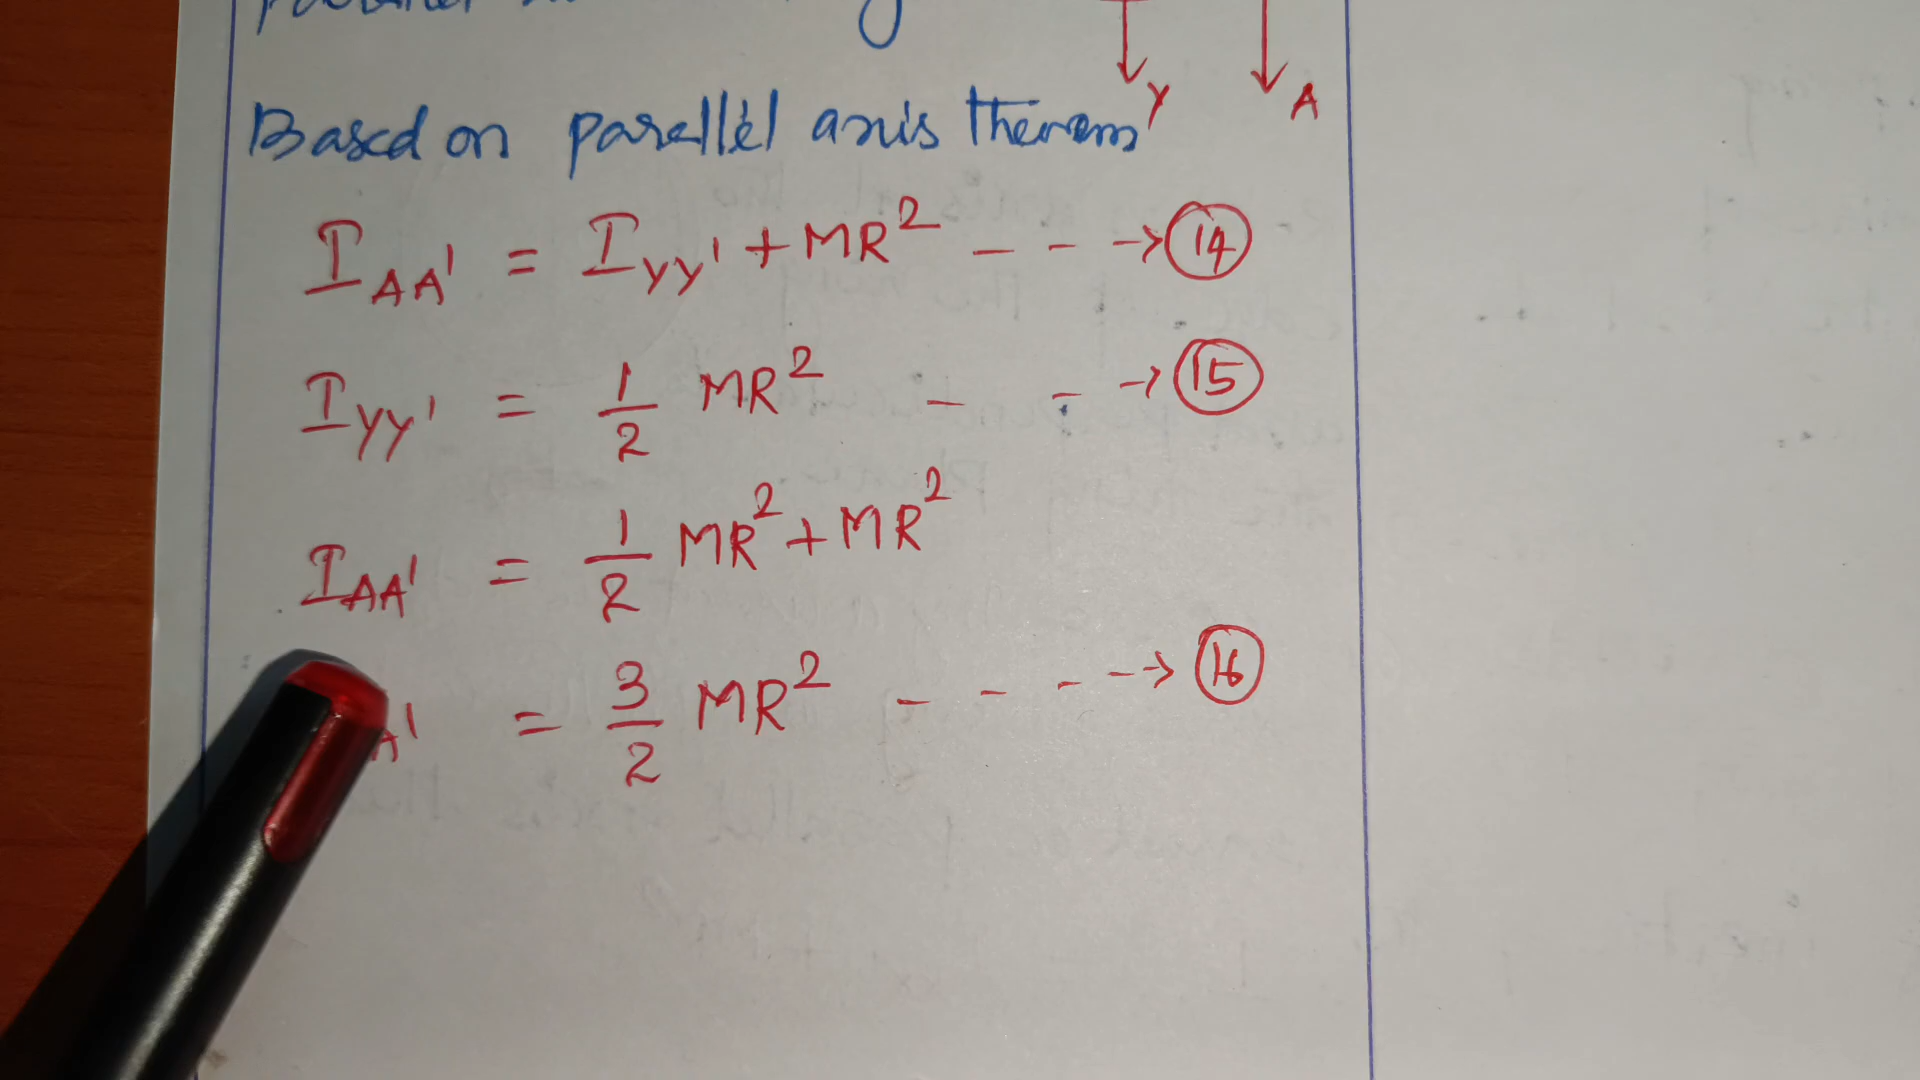 Y A
Based on parallel axis theorem
I_AA' = I_YY' + MR² - - -> 14
I_YY' = 1/2 MR² - - -> 15
I_AA' = 1/2 MR² + MR²
A' = 3/2 MR² - - - -> 16